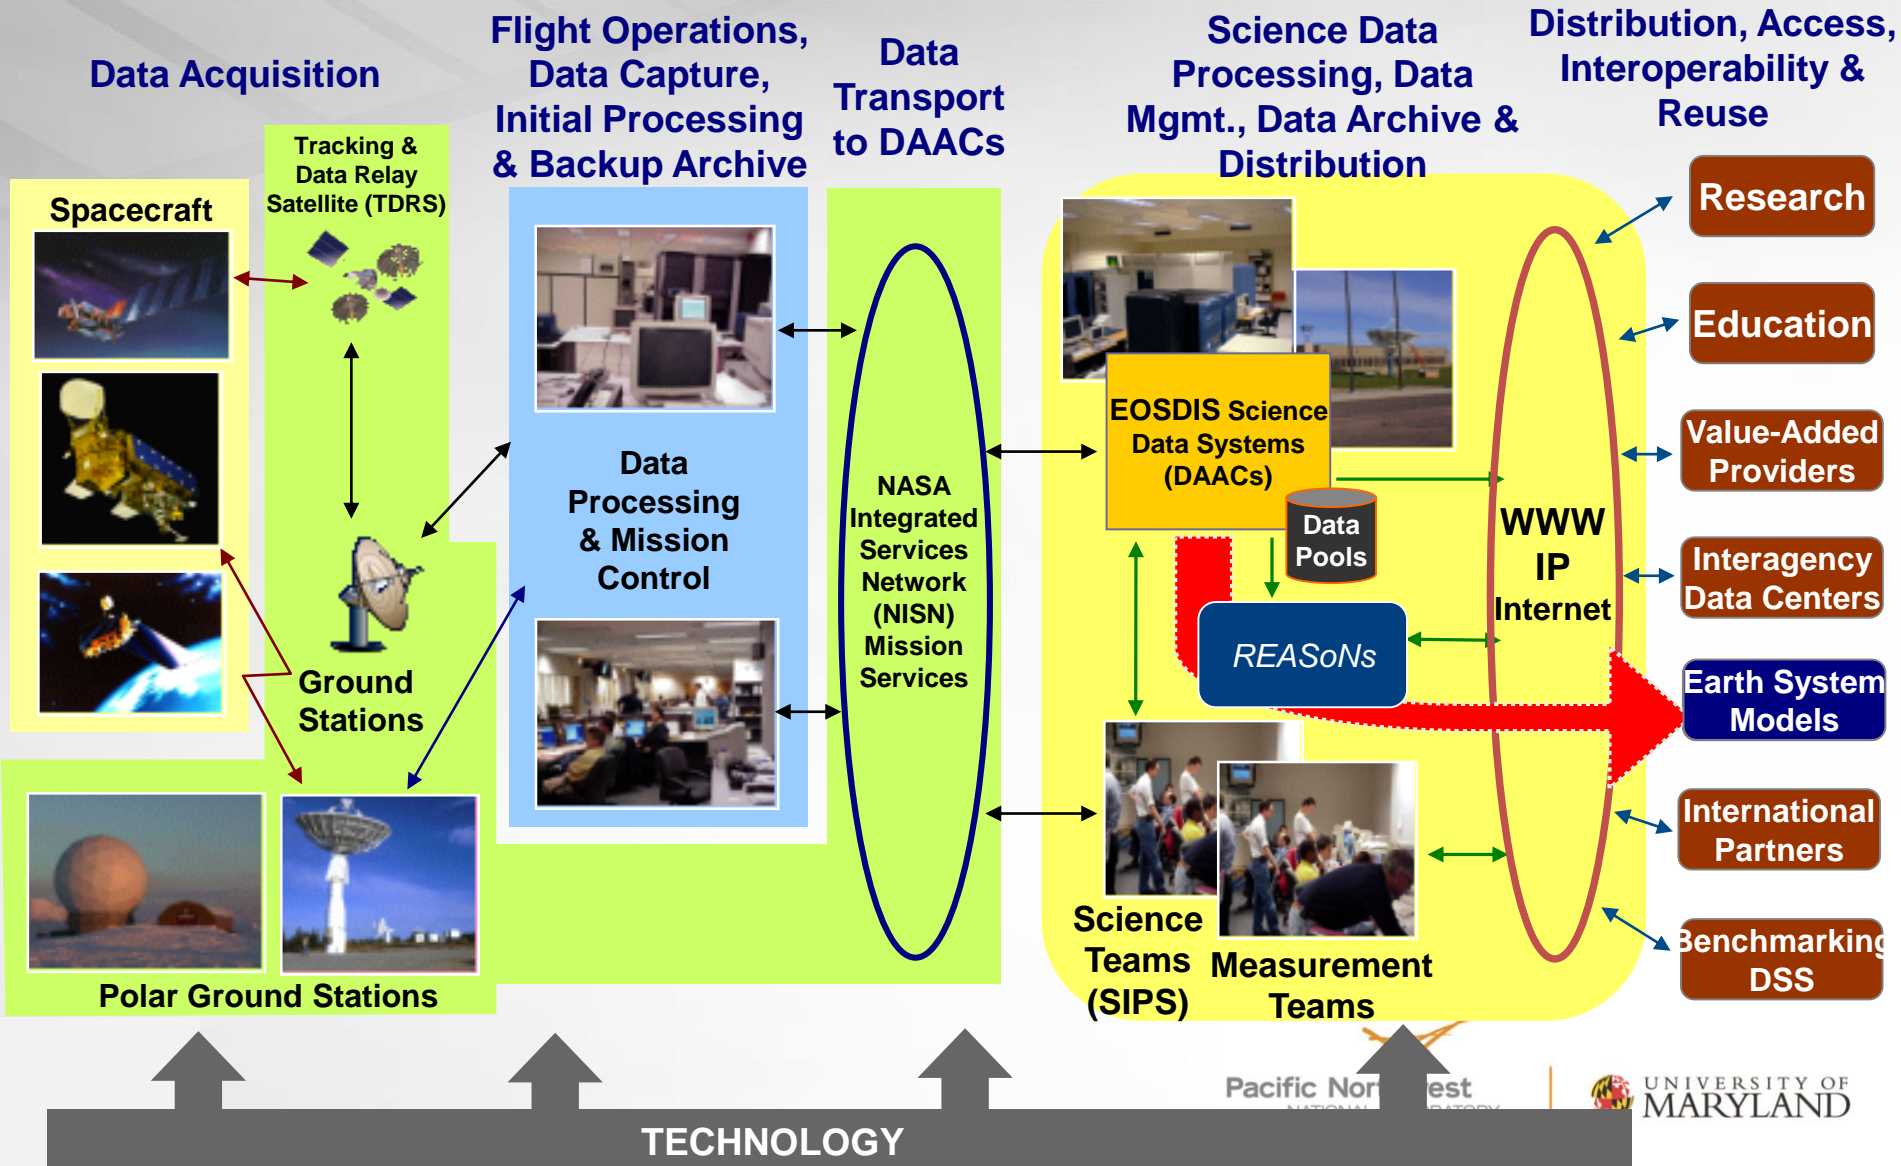 Data Acquisition
Flight Operations,
Data Capture,
Initial Processing
& Backup Archive
Data
Transport
to DAACs
Science Data
Processing, Data
Mgmt., Data Archive &
Distribution
Distribution, Access,
Interoperability &
Reuse
Spacecraft
Tracking &
Data Relay
Satellite (TDRS)
Ground
Stations
Polar Ground Stations
Data
Processing
& Mission
Control
NASA
Integrated
Services
Network
(NISN)
Mission
Services
EOSDIS Science
Data Systems
(DAACs)
Data
Pools
REASoNs
Science
Teams
(SIPS)
Measurement
Teams
WWW
IP
Internet
Research
Education
Value-Added
Providers
Interagency
Data Centers
Earth System
Models
International
Partners
Benchmarking
DSS
Pacific Nor est
UNIVERSITY OF
MARYLAND
TECHNOLOGY